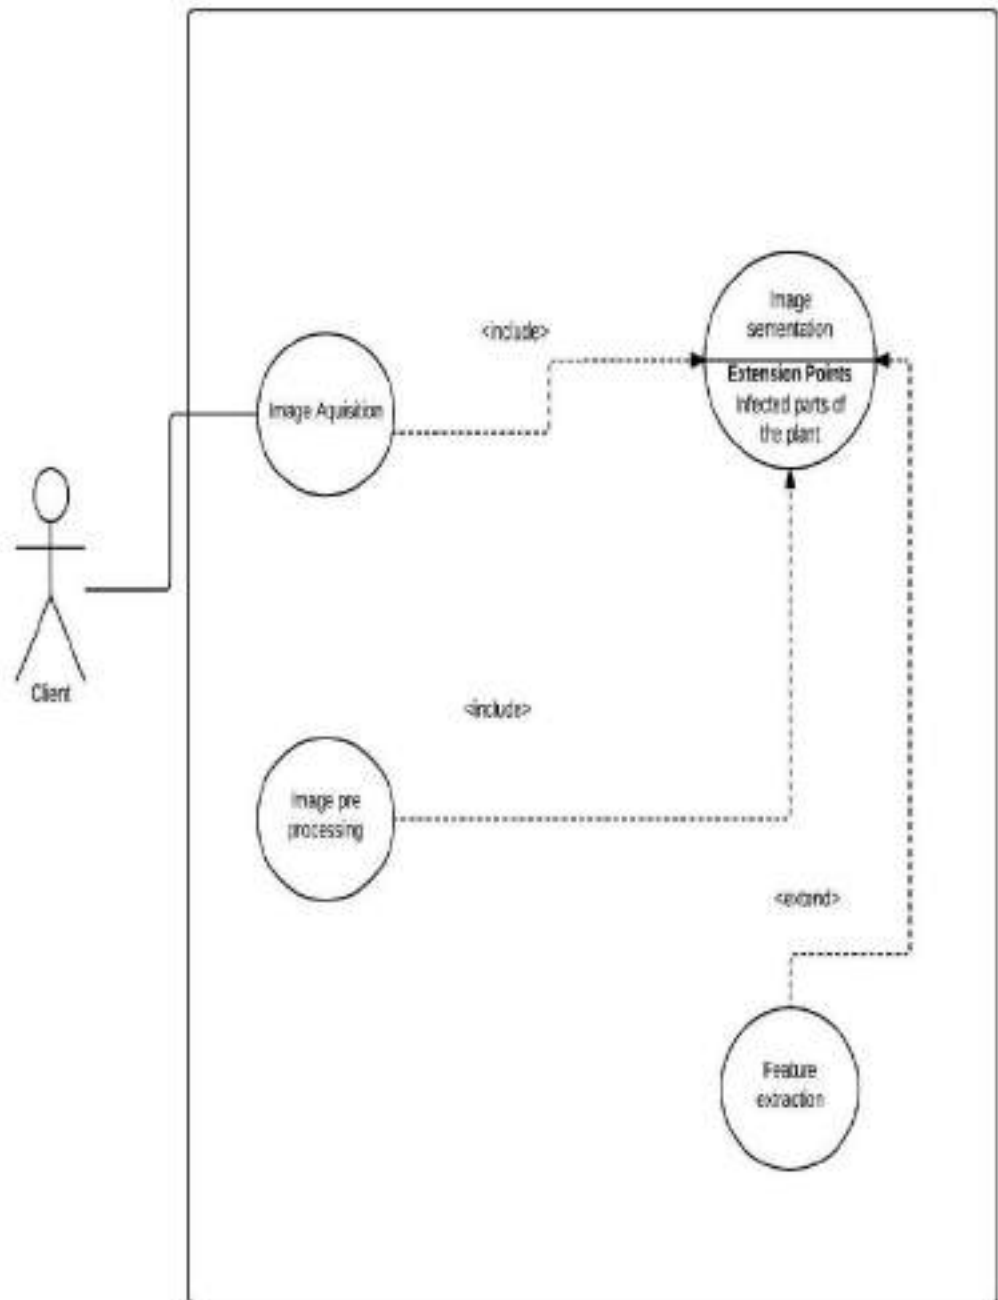 Image
sementation
<include>
Extension Points
Infected parts of
the plant
Image Aquisition
Client
<include>
Image pre
processing
<extend>
Feature
extraction